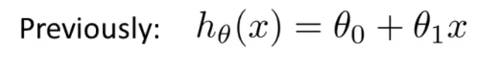 Previously: hθ(x) = θ0 + θ1x